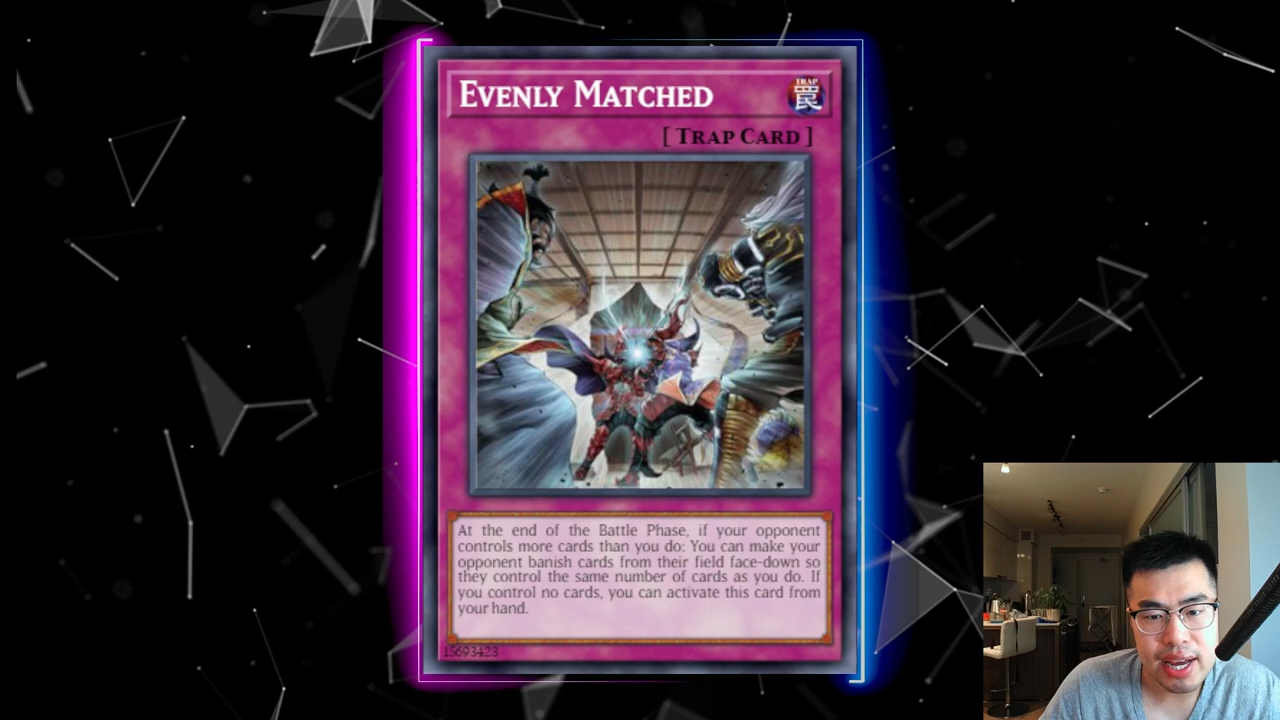 EVENLY MATCHED
TRAP
罠
[ TRAP CARD ]
At the end of the Battle Phase, if your opponent
controls more cards than you do: You can make your
opponent banish cards from their field face-down so
they control the same number of cards as you do. If
you control no cards, you can activate this card from
your hand.
15693423